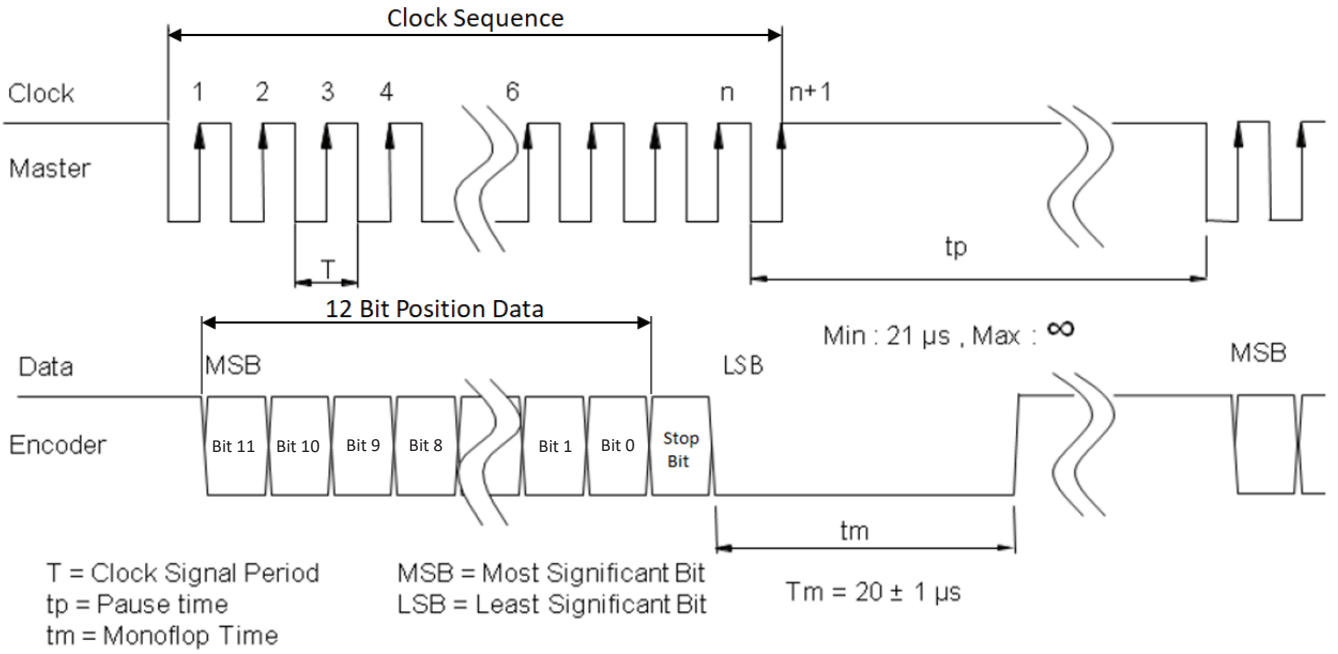 Clock Sequence
Clock
1 2 3 4 6 n n+1
Master
T
tp
12 Bit Position Data
Min : 21 µs , Max : ∞
Data
MSB LSB MSB
Encoder
Bit 11 Bit 10 Bit 9 Bit 8 Bit 1 Bit 0 Stop
Bit
tm
T = Clock Signal Period
tp = Pause time
tm = Monoflop Time
MSB = Most Significant Bit
LSB = Least Significant Bit
Tm = 20 ± 1 µs